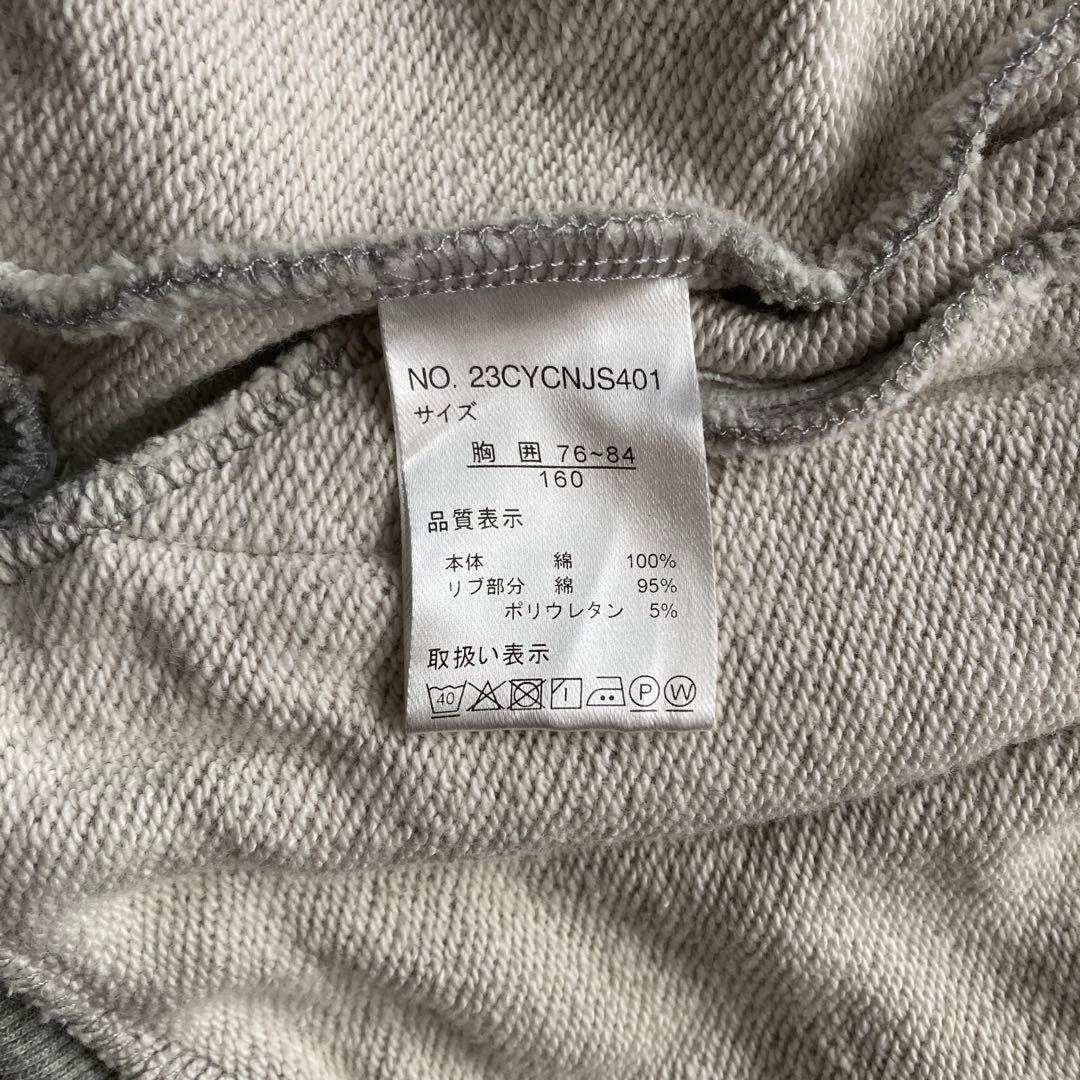 NO. 23CYCNJS401
サイズ
胸 囲 76~84
160
品質表示
本体 綿 100%
リブ部分 綿 95%
ポリウレタン 5%
取扱い表示
40 P W